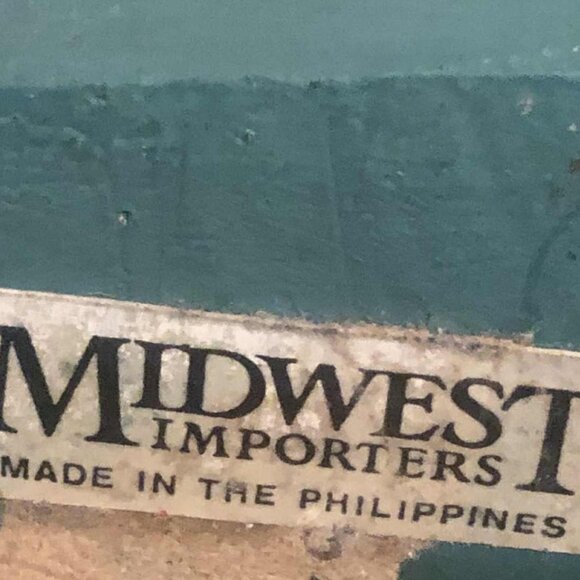 MIDWEST
IMPORTERS
MADE IN THE PHILIPPINES